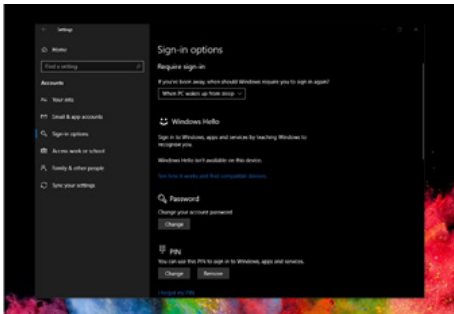 Settings
Home
Find a setting
Accounts
Your info
Email & app accounts
Sign-in options
Access work or school
Family & other people
Sync your settings
Sign-in options
Require sign-in
If you've been away, when should Windows require you to sign in again?
When PC wakes up from sleep
Windows Hello
Sign in to Windows, apps and services by teaching Windows to
recognise you.
Windows Hello isn't available on this device.
See how it works and find compatible devices.
Password
Change your account password
Change
PIN
You can use this PIN to sign in to Windows, apps and services.
Change Remove
I forgot my PIN